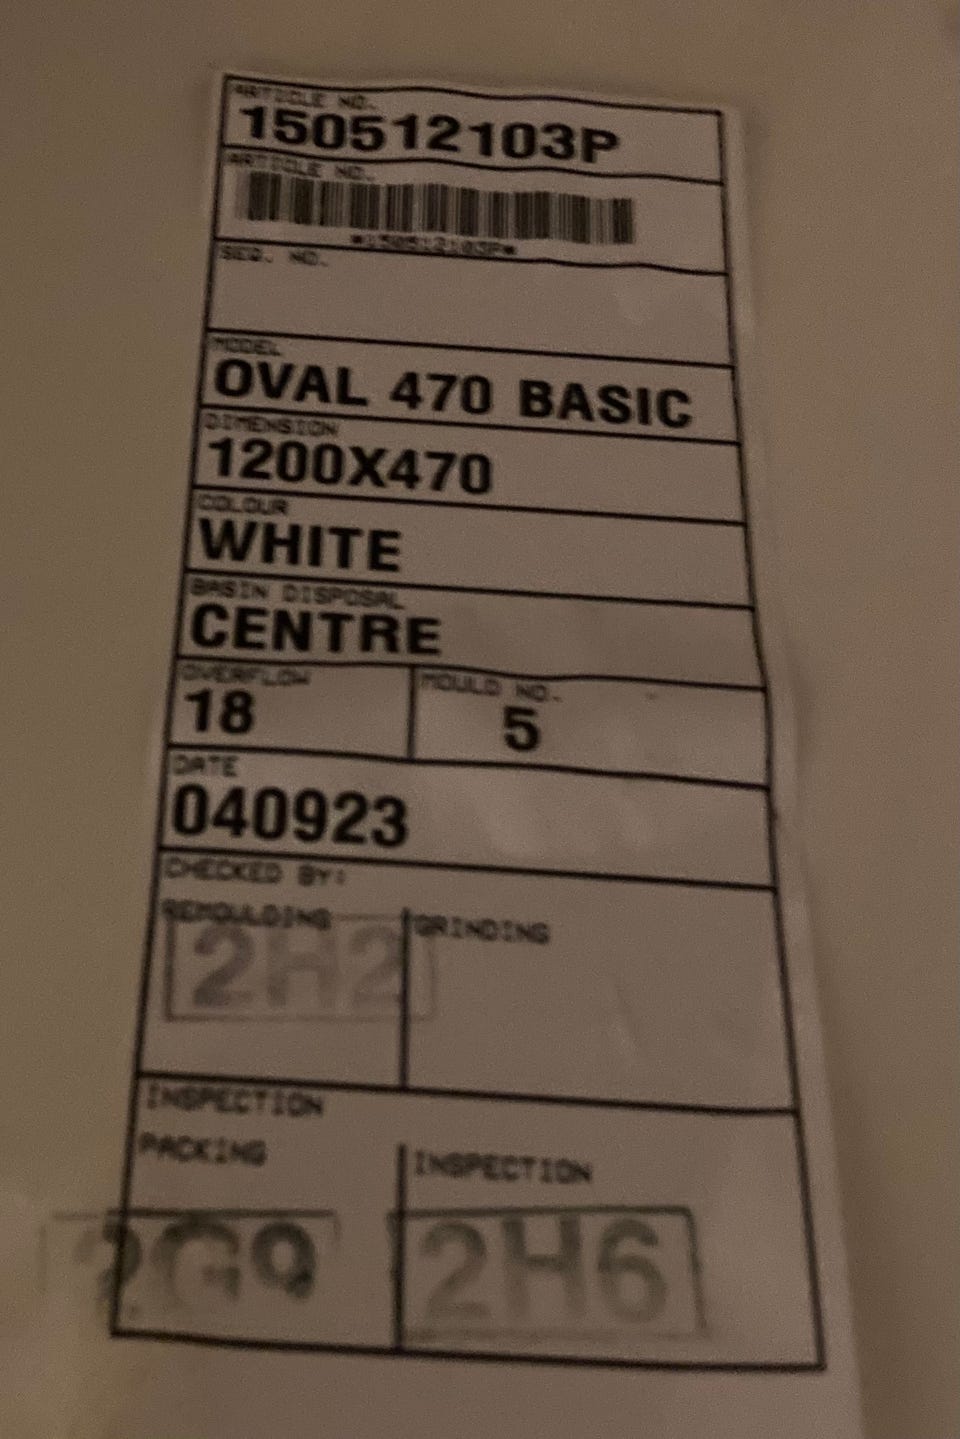 ARTICLE NO.
150512103P
ARTICLE NO.
*150512103P*
SEQ. NO.
MODEL
OVAL 470 BASIC
DIMENSION
1200X470
COLOUR
WHITE
BASIN DISPOSAL
CENTRE
OVERFLOW MOULD NO.
18 5
DATE
040923
CHECKED BY:
REMOULDING GRINDING
2H2
INSPECTION
PACKING INSPECTION
2G9 2H6